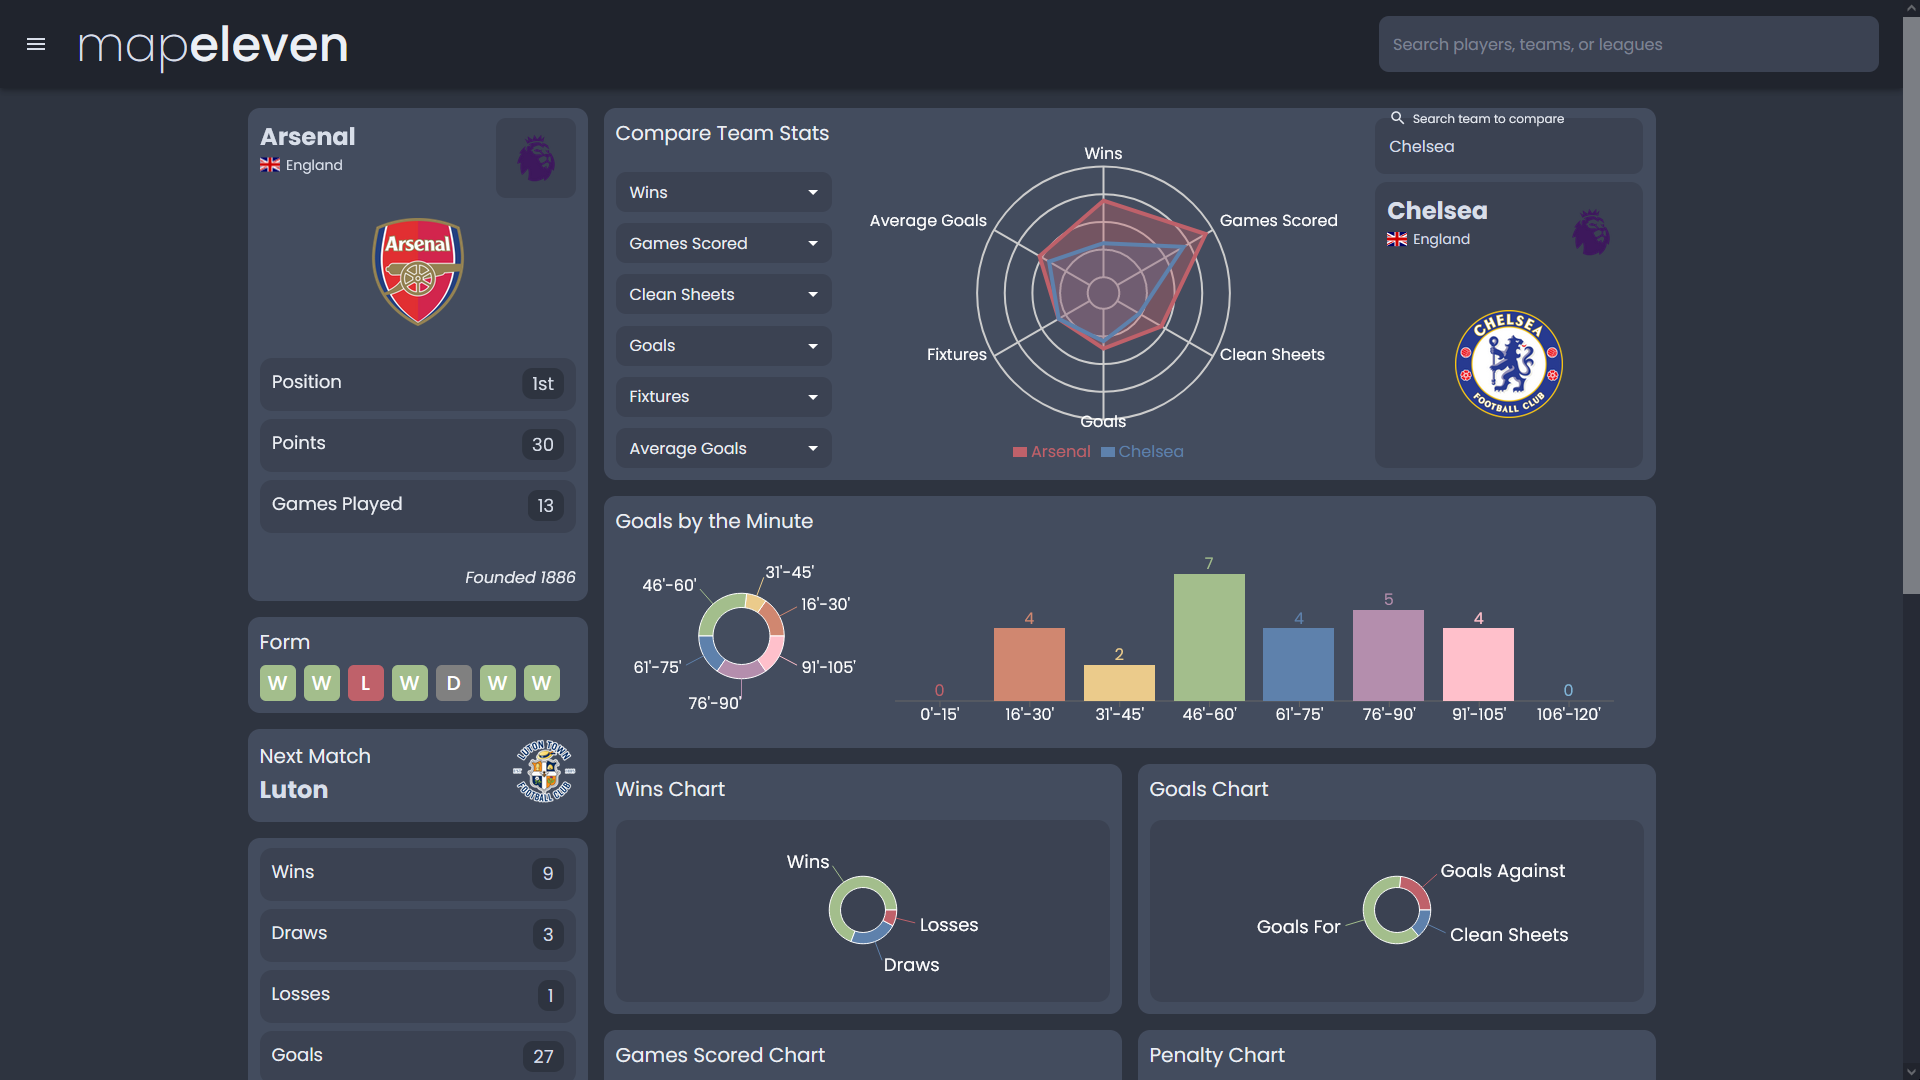 mapeleven
Search players, teams, or leagues
Arsenal
England
Arsenal
Position
1st
Points
30
Games Played
13
Founded 1886
Form
W W L W D W W
Next Match
Luton
LUTON TOWN
FOOTBALL CLUB
Wins
9
Draws
3
Losses
1
Goals
27
Compare Team Stats
Wins
Games Scored
Clean Sheets
Goals
Fixtures
Average Goals
Wins
Average Goals
Games Scored
Fixtures
Clean Sheets
Goals
Arsenal
Chelsea
Search team to compare
Chelsea
Chelsea
England
CHELSEA
FOOTBALL CLUB
Goals by the Minute
31'-45'
46'-60'
16'-30'
61'-75'
91'-105'
76'-90'
0 4 2 7 4 5 4 0
0'-15' 16'-30' 31'-45' 46'-60' 61'-75' 76'-90' 91'-105' 106'-120'
Wins Chart
Wins
Losses
Draws
Goals Chart
Goals Against
Goals For
Clean Sheets
Games Scored Chart
Penalty Chart